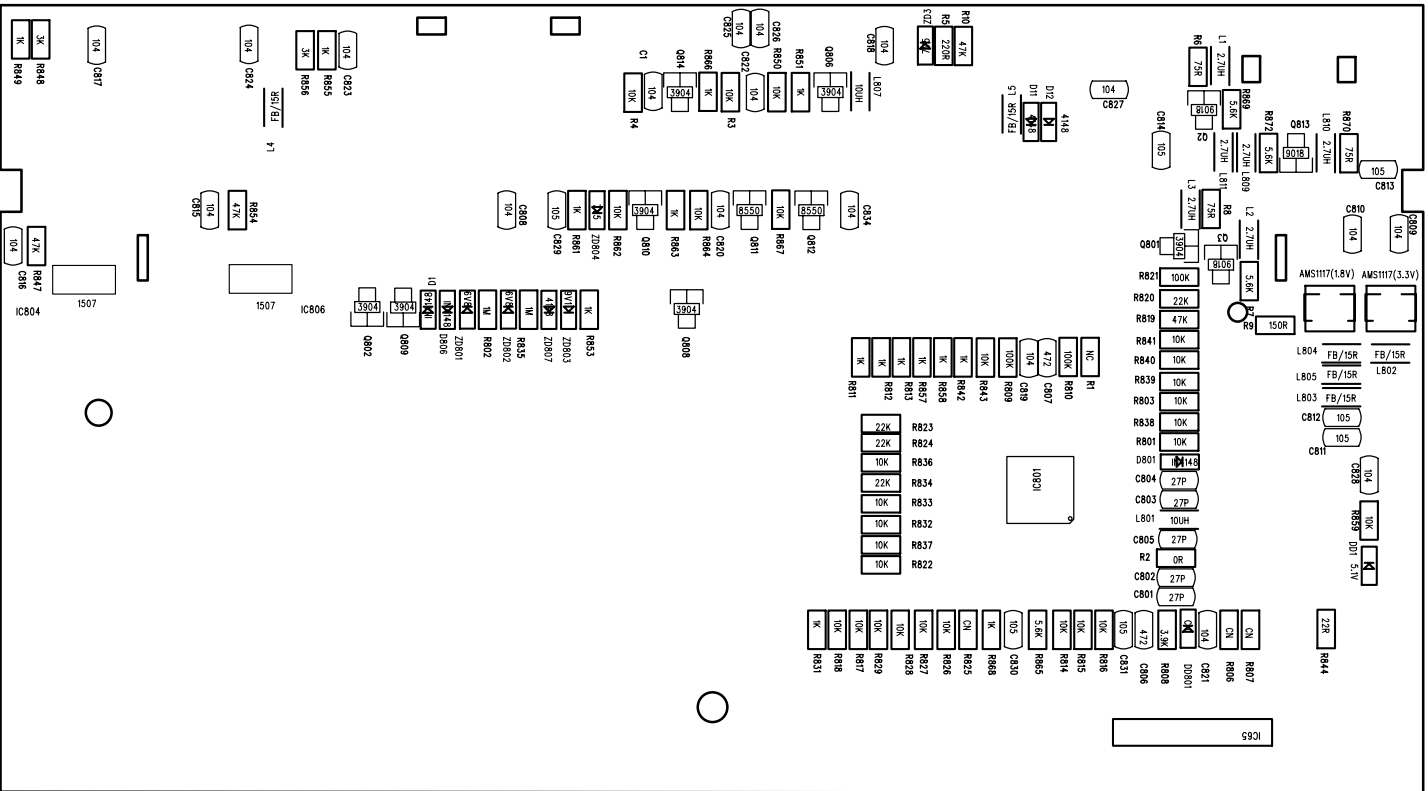 1K
3K
R849
R848
104
C817
104
C824
3K
1K
104
R856
R855
C823
FB/15R
L4
C825
104
104
C826
C1
Q814
R866
C822
R850
R851
Q806
10K
104
3904
1K
10K
104
10K
1K
3904
10UH
L807
R4
R3
C818
104
ZD3
R5
R10
220R
47K
L5
FB/15R
D11
D12
4148
4148
104
C827
R6
L1
75R
2.7UH
R869
9018
5.6K
Q2
C814
105
R872
Q813
L810
R870
2.7UH
2.7UH
5.6K
9018
2.7UH
75R
L811
L809
105
C813
C815
104
47K
R854
104
C808
105
1K
10K
3904
1K
10K
104
8550
10K
8550
104
C834
C829
R861
ZD804
R862
Q810
R863
R864
C820
Q811
R867
Q812
L3
2.7UH
75R
R8
L2
2.7UH
C810
104
104
C809
Q801
3904
Q3
9018
5.6K
R7
104
47K
C816
R847
1507
IC804
1507
IC806
D1
3904
3904
1M
1M
1K
Q802
Q809
D806
ZD801
R802
ZD802
R835
ZD807
ZD803
R853
3904
Q808
R821
100K
R820
22K
R819
47K
R841
10K
R840
10K
R839
10K
R803
10K
R838
10K
R801
10K
D801
C804
27P
C803
27P
L801
10UH
C805
27P
R2
0R
C802
27P
C801
27P
R9
150R
AMS1117(1.8V)
AMS1117(3.3V)
L804
FB/15R
FB/15R
L802
L805
FB/15R
L803
FB/15R
C812
105
105
C811
C828
104
R859
10K
DD1
5.1V
1K
1K
1K
1K
1K
1K
10K
100K
104
472
100K
NC
R811
R812
R813
R857
R858
R842
R843
R809
C819
C807
R810
R1
22K
R823
22K
R824
10K
R836
22K
R834
10K
R833
10K
R832
10K
R837
10K
R822
IC801
1K
10K
10K
10K
10K
10K
10K
CN
1K
105
5.6K
10K
10K
10K
105
472
3.9K
104
CN
CN
22R
R831
R818
R817
R829
R828
R827
R826
R825
R868
C830
R865
R814
R815
R816
C831
C806
R808
DD801
C821
R806
R807
R844
IC65